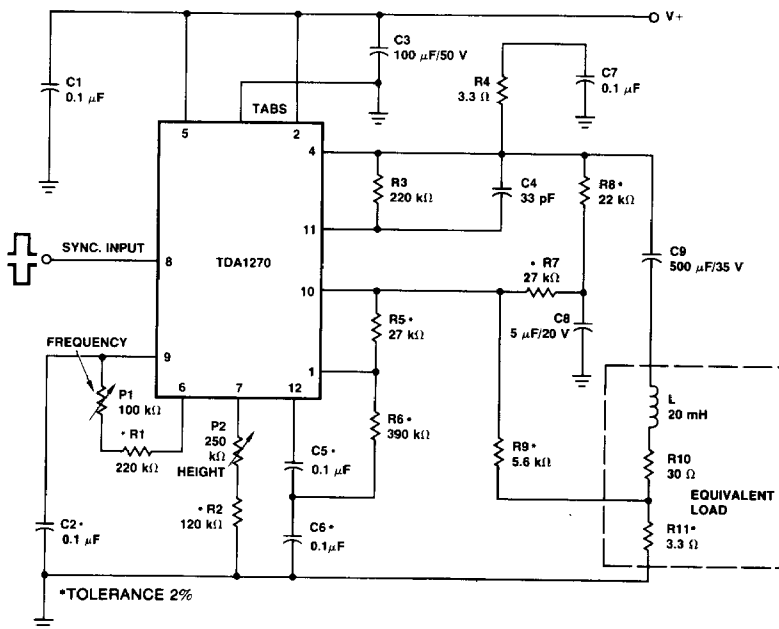 V+
C3
100 µF/50 V
C1
0.1 µF
R4
3.3 Ω
C7
0.1 µF
TABS
5
2
4
R3
220 kΩ
C4
33 pF
R8*
22 kΩ
11
C9
500 µF/35 V
SYNC. INPUT
8
TDA1270
* R7
27 kΩ
10
C8
5 µF/20 V
R5*
27 kΩ
FREQUENCY
9
1
6
7
12
P1
100 kΩ
P2
250
kΩ
HEIGHT
R6*
390 kΩ
L
20 mH
* R1
220 kΩ
C5*
0.1 µF
R9*
5.6 kΩ
R10
30 Ω
EQUIVALENT
LOAD
* R2
120 kΩ
C2*
0.1 µF
C6*
0.1µF
R11*
3.3 Ω
*TOLERANCE 2%